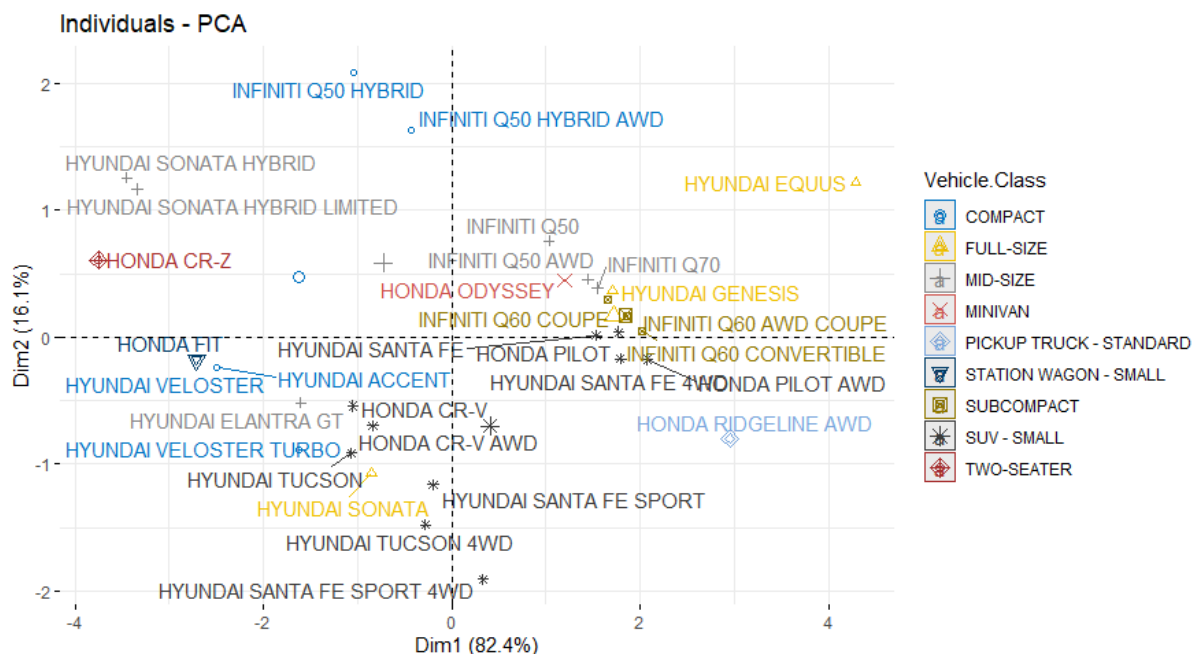 Individuals - PCA
2
1
0
-1
-2
Dim2 (16.1%)
INFINITI Q50 HYBRID
INFINITI Q50 HYBRID AWD
HYUNDAI SONATA HYBRID
HYUNDAI EQUUS
HYUNDAI SONATA HYBRID LIMITED
INFINITI Q50
HONDA CR-Z
INFINITI Q50 AWD
INFINITI Q70
HONDA ODYSSEY
HYUNDAI GENESIS
INFINITI Q60 COUPE
INFINITI Q60 AWD COUPE
HONDA FIT
HYUNDAI SANTA FE
HONDA PILOT
INFINITI Q60 CONVERTIBLE
HYUNDAI VELOSTER
HYUNDAI ACCENT
HYUNDAI SANTA FE 4WD
HONDA PILOT AWD
HONDA CR-V
HYUNDAI ELANTRA GT
HONDA RIDGELINE AWD
HONDA CR-V AWD
HYUNDAI VELOSTER TURBO
HYUNDAI TUCSON
HYUNDAI SANTA FE SPORT
HYUNDAI SONATA
HYUNDAI TUCSON 4WD
HYUNDAI SANTA FE SPORT 4WD
-4
-2
0
2
4
Dim1 (82.4%)
Vehicle.Class
COMPACT
FULL-SIZE
MID-SIZE
MINIVAN
PICKUP TRUCK - STANDARD
STATION WAGON - SMALL
SUBCOMPACT
SUV - SMALL
TWO-SEATER